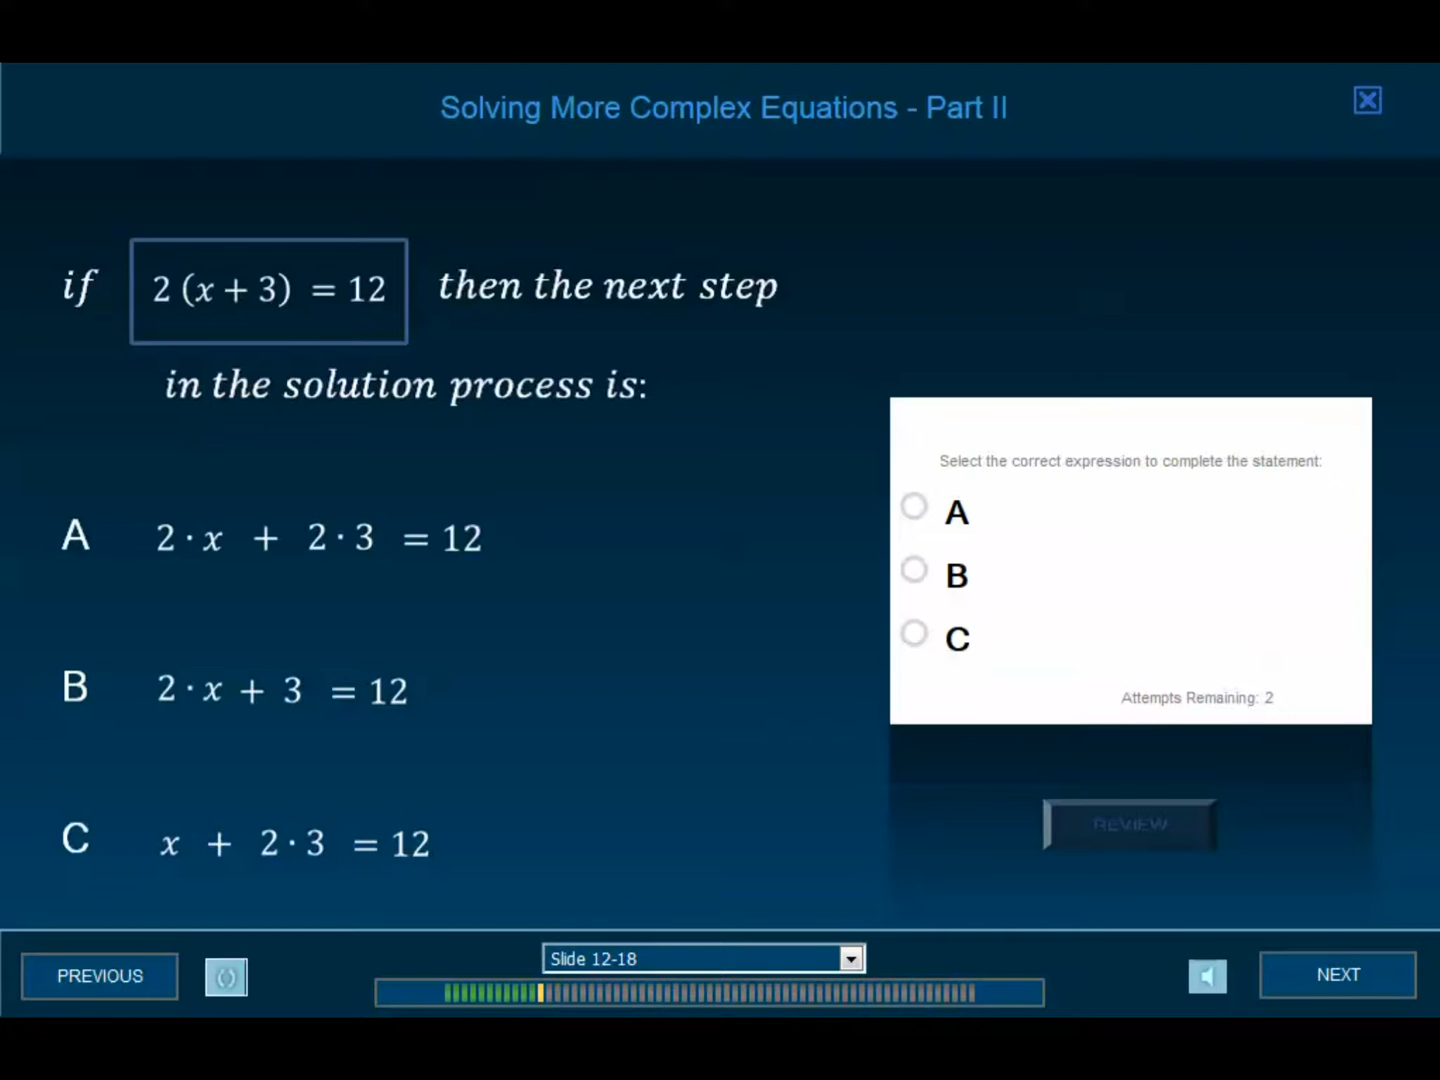 Solving More Complex Equations - Part II
if 2 (x + 3) = 12 then the next step
in the solution process is:
A 2 · x + 2 · 3 = 12
B 2 · x + 3 = 12
C x + 2 · 3 = 12
Select the correct expression to complete the statement:
A
B
C
Attempts Remaining: 2
REVIEW
Slide 12-18
PREVIOUS
NEXT